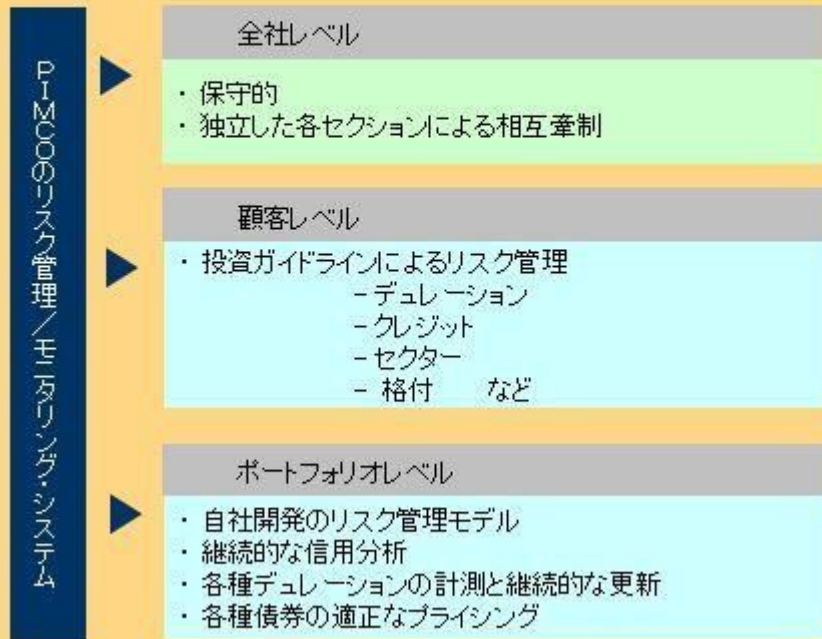 PIMCOのリスク管理/モニタリング・システム
全社レベル
・保守的
・独立した各セクションによる相互牽制
顧客レベル
・投資ガイドラインによるリスク管理
－デュレーション
－クレジット
－セクター
－ 格付　など
ポートフォリオレベル
・自社開発のリスク管理モデル
・継続的な信用分析
・各種デュレーションの計測と継続的な更新
・各種債券の適正なプライシング